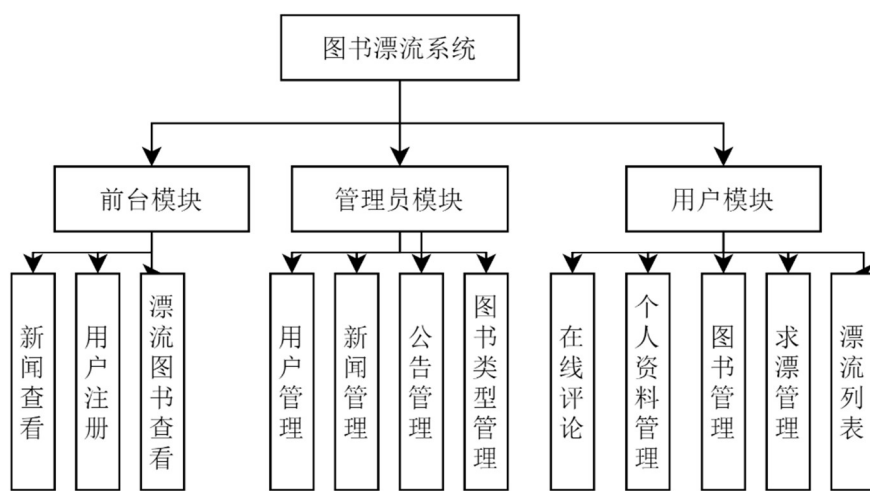 图书漂流系统
前台模块
管理员模块
用户模块
新闻查看
用户注册
漂流图书查看
用户管理
新闻管理
公告管理
图书类型管理
在线评论
个人资料管理
图书管理
求漂管理
漂流列表